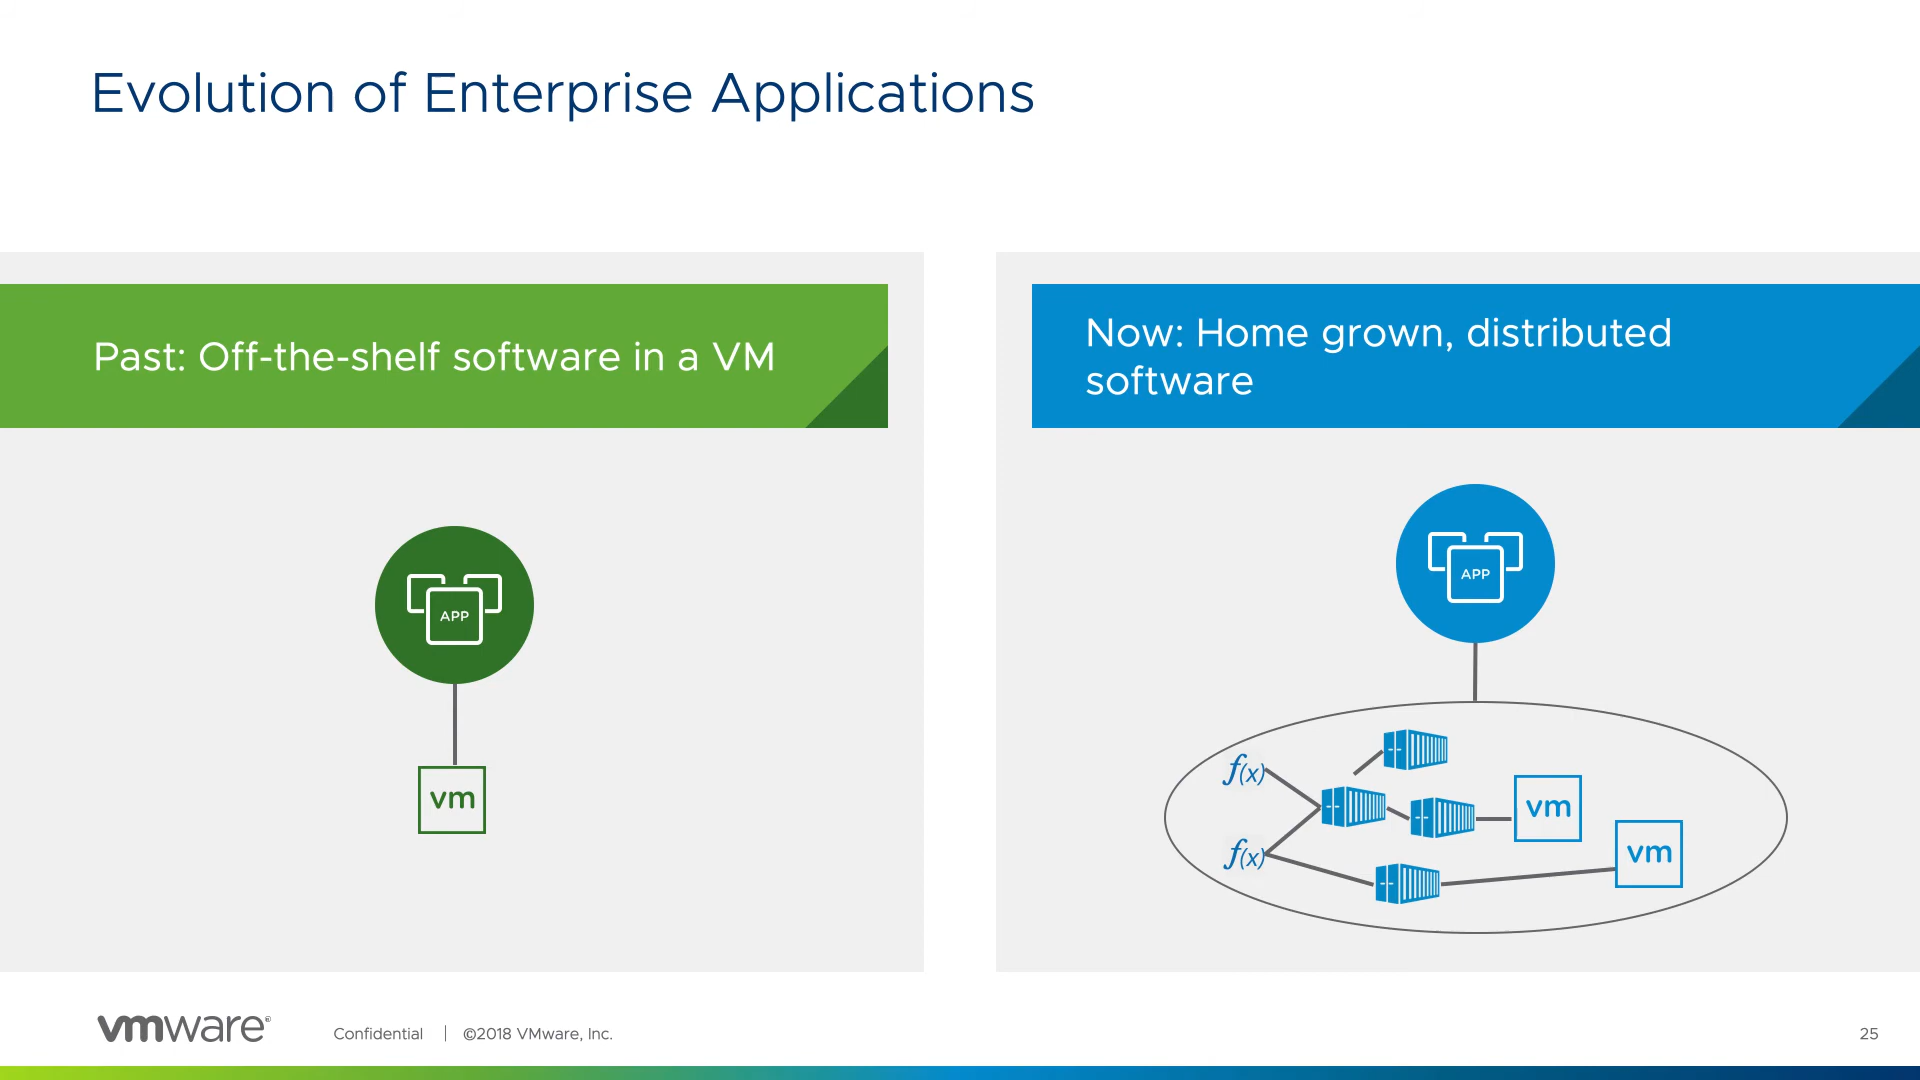 Evolution of Enterprise Applications
Past: Off-the-shelf software in a VM
APP
vm
Now: Home grown, distributed
software
APP
f(x)
vm
vm
f(x)
vmware®
Confidential | ©2018 VMware, Inc.
25